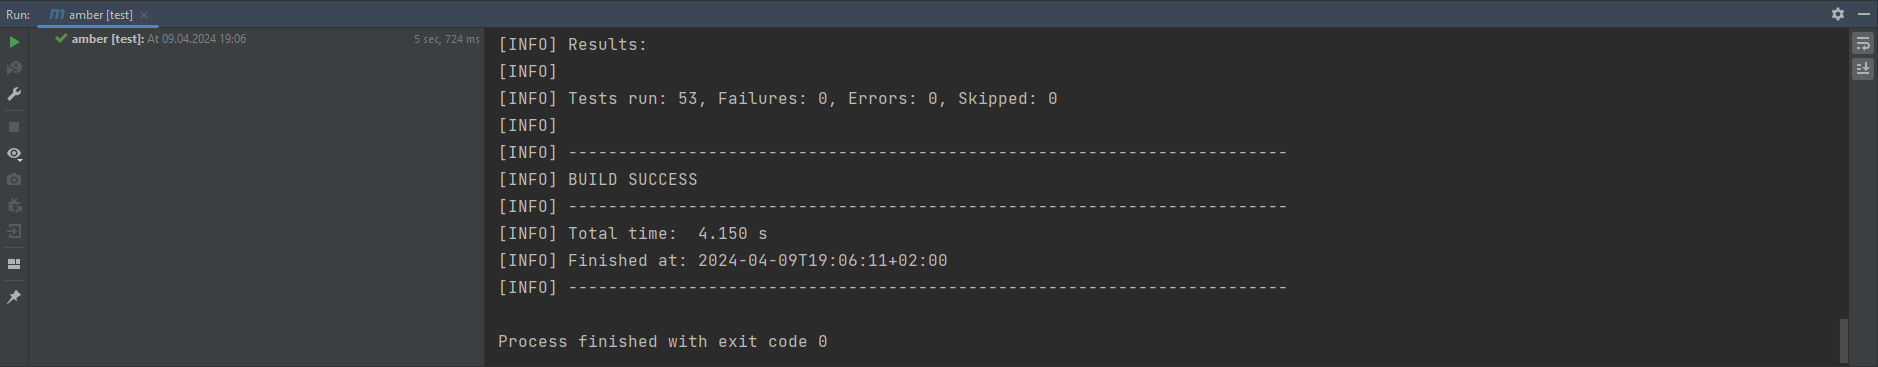 Run: m amber [test] ×
amber [test]: At 09.04.2024 19:06 5 sec, 724 ms
[INFO] Results:
[INFO]
[INFO] Tests run: 53, Failures: 0, Errors: 0, Skipped: 0
[INFO]
[INFO] ------------------------------------------------------------------------
[INFO] BUILD SUCCESS
[INFO] ------------------------------------------------------------------------
[INFO] Total time:  4.150 s
[INFO] Finished at: 2024-04-09T19:06:11+02:00
[INFO] ------------------------------------------------------------------------
Process finished with exit code 0